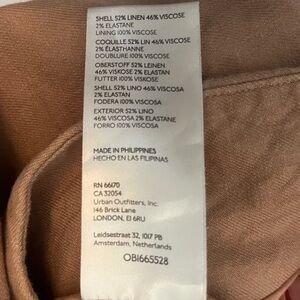 SHELL 52% LINEN 46% VISCOSE
2% ELASTANE
LINING 100% VISCOSE
COQUILLE 52% LIN 46% VISCOSE
2% ÉLASTHANNE
DOUBLURE 100% VISCOSE
OBERSTOFF 52% LEINEN
46% VISKOSE 2% ELASTAN
FUTTER 100% VISKOSE
SHELL 52% LINO 46% VISCOSA
2% ELASTAN
FODERA 100% VISCOSA
EXTERIOR 52% LINO
46% VISCOSA 2% ELASTANE
FORRO 100% VISCOSA
MADE IN PHILIPPINES
HECHO EN LAS FILIPINAS
RN 66170
CA 32054
Urban Outfitters, Inc.
146 Brick Lane
LONDON, E1 6RU
Leidsestraat 32, 1017 PB
Amsterdam, Netherlands
OB1665528